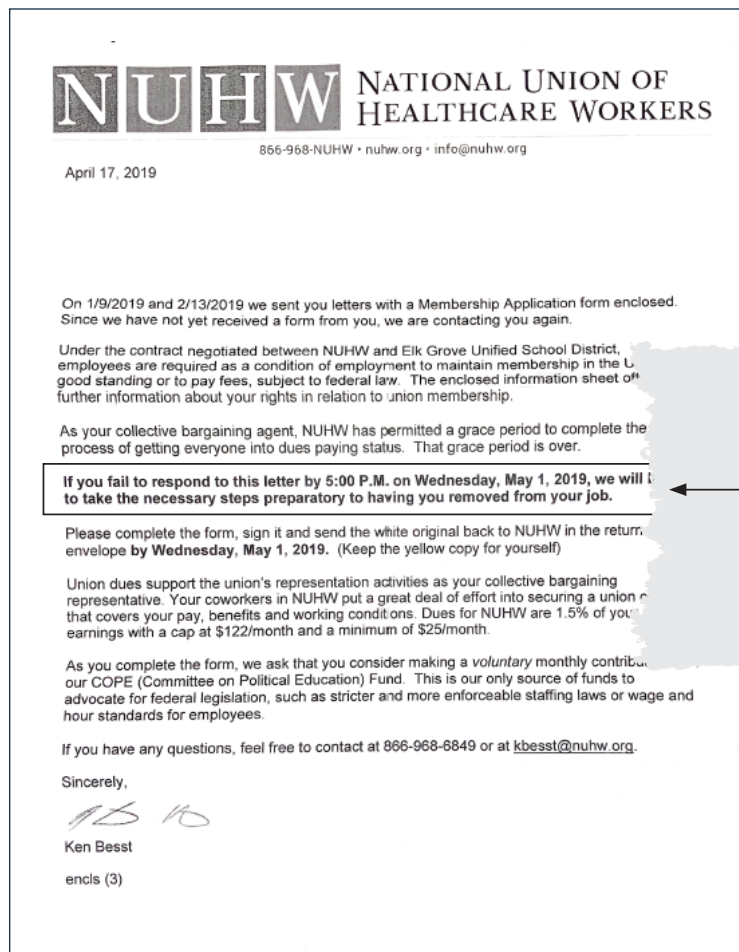 NUHW NATIONAL UNION OF
HEALTHCARE WORKERS
866-968-NUHW • nuhw.org • info@nuhw.org
April 17, 2019
On 1/9/2019 and 2/13/2019 we sent you letters with a Membership Application form enclosed.
Since we have not yet received a form from you, we are contacting you again.
Under the contract negotiated between NUHW and Elk Grove Unified School District,
employees are required as a condition of employment to maintain membership in the
good standing or to pay fees, subject to federal law. The enclosed information sheet
further information about your rights in relation to union membership.
As your collective bargaining agent, NUHW has permitted a grace period to complete the
process of getting everyone into dues paying status. That grace period is over.
If you fail to respond to this letter by 5:00 P.M. on Wednesday, May 1, 2019, we will
to take the necessary steps preparatory to having you removed from your job.
Please complete the form, sign it and send the white original back to NUHW in the return
envelope by Wednesday, May 1, 2019. (Keep the yellow copy for yourself)
Union dues support the union's representation activities as your collective bargaining
representative. Your coworkers in NUHW put a great deal of effort into securing a union
that covers your pay, benefits and working conditions. Dues for NUHW are 1.5% of
earnings with a cap at $122/month and a minimum of $25/month.
As you complete the form, we ask that you consider making a voluntary monthly
our COPE (Committee on Political Education) Fund. This is our only source of funds to
advocate for federal legislation, such as stricter and more enforceable staffing laws or wage and
hour standards for employees.
If you have any questions, feel free to contact at 866-968-6849 or at kbesst@nuhw.org.
Sincerely,
Ken Besst
encls (3)